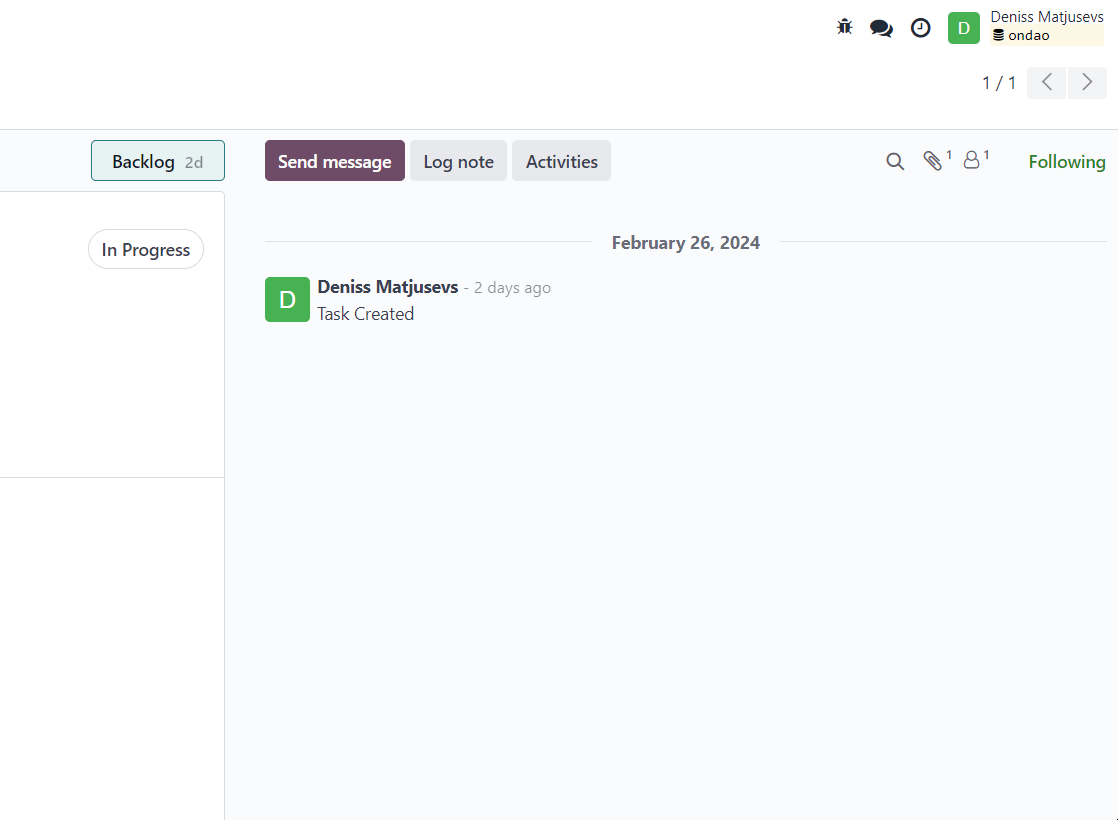 D
Deniss Matjusevs
ondao
1 / 1
Backlog 2d
Send message
Log note
Activities
1
1
Following
In Progress
February 26, 2024
D
Deniss Matjusevs - 2 days ago
Task Created